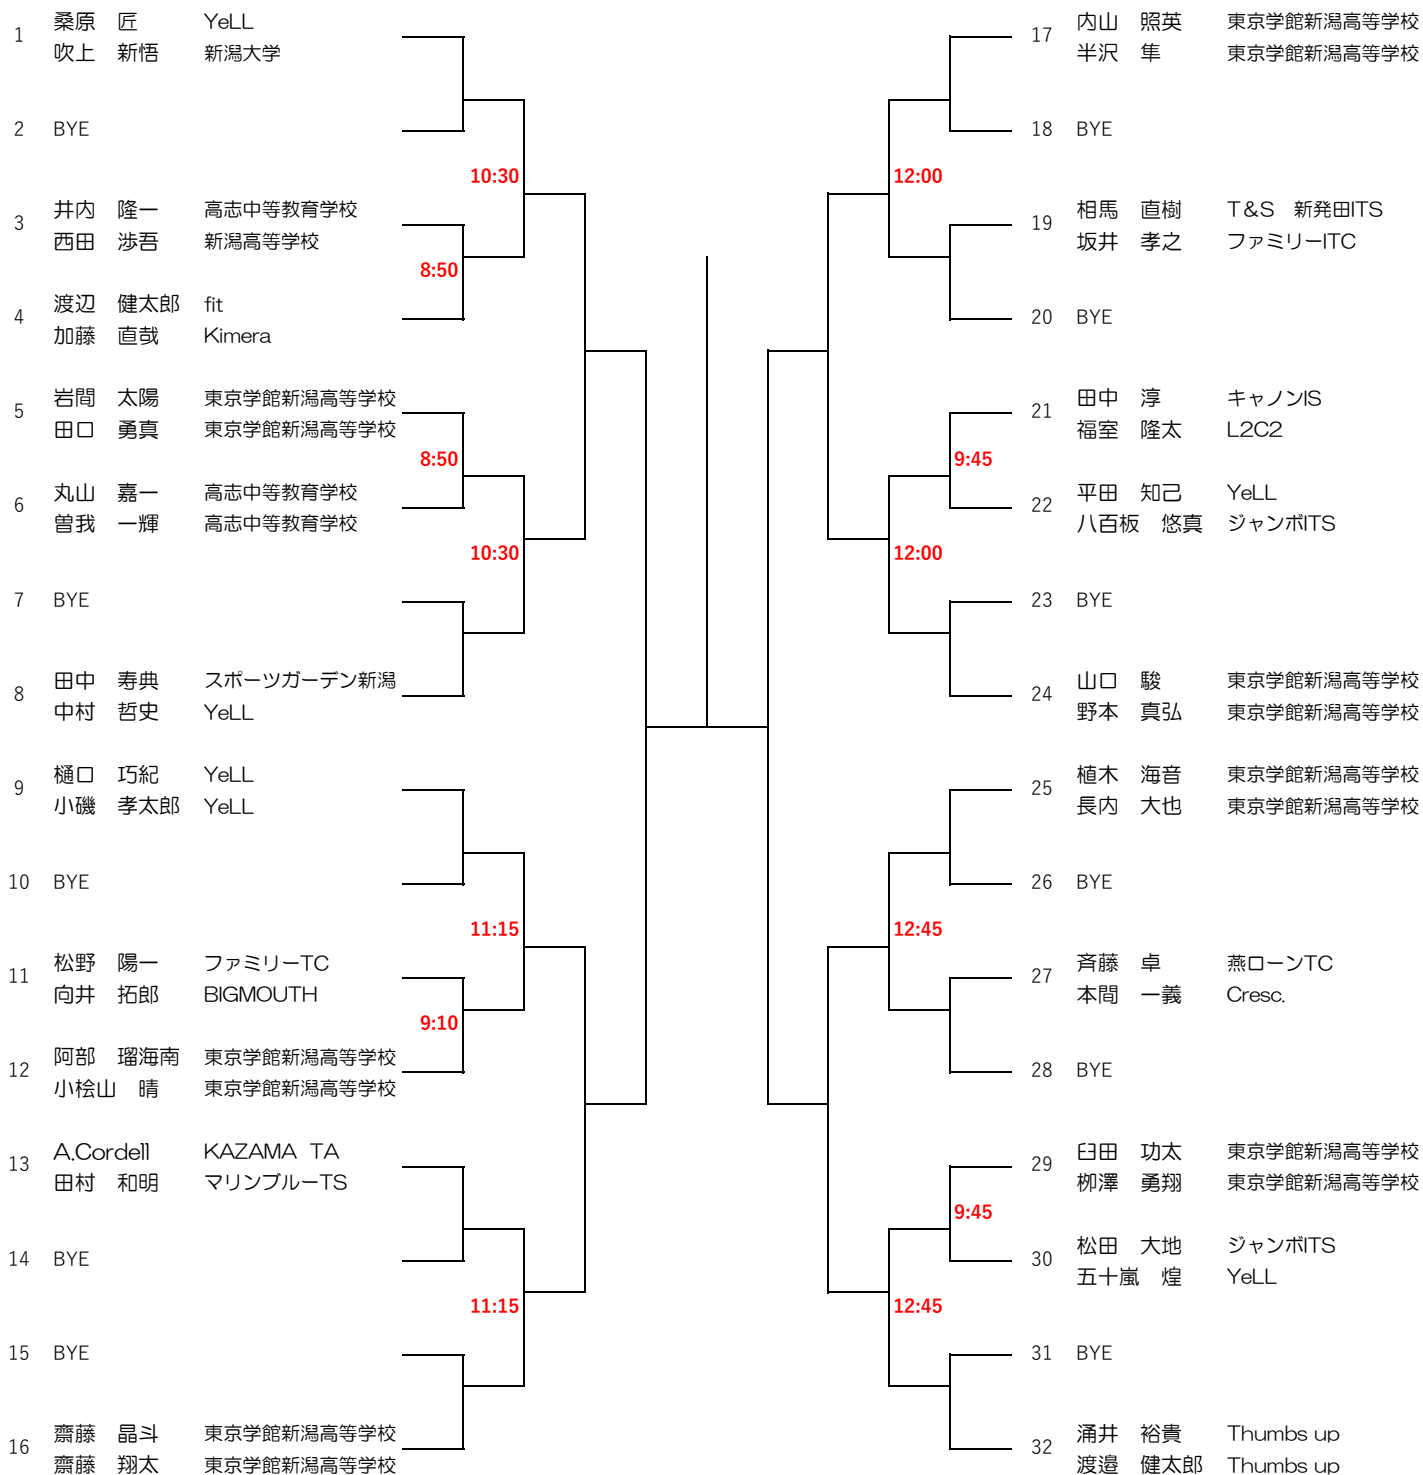 1 桑原 匠 YeLL
吹上 新悟 新潟大学
2 BYE
10:30
3 井内 隆一 高志中等教育学校
西田 渉吾 新潟高等学校
8:50
4 渡辺 健太郎 fit
加藤 直哉 Kimera
5 岩間 太陽 東京学館新潟高等学校
田口 勇真 東京学館新潟高等学校
8:50
6 丸山 嘉一 高志中等教育学校
曽我 一輝 高志中等教育学校
10:30
7 BYE
8 田中 寿典 スポーツガーデン新潟
中村 哲史 YeLL
9 樋口 巧紀 YeLL
小磯 孝太郎 YeLL
10 BYE
11:15
11 松野 陽一 ファミリーTC
向井 拓郎 BIGMOUTH
9:10
12 阿部 瑠海南 東京学館新潟高等学校
小桧山 晴 東京学館新潟高等学校
13 A.Cordell KAZAMA TA
田村 和明 マリンブルーTS
14 BYE
11:15
15 BYE
16 齋藤 晶斗 東京学館新潟高等学校
齋藤 翔太 東京学館新潟高等学校
17 内山 照英 東京学館新潟高等学校
半沢 隼 東京学館新潟高等学校
18 BYE
12:00
19 相馬 直樹 T&S 新発田ITS
坂井 孝之 ファミリーITC
20 BYE
21 田中 淳 キャノンIS
福室 隆太 L2C2
9:45
22 平田 知己 YeLL
八百板 悠真 ジャンボITS
12:00
23 BYE
24 山口 駿 東京学館新潟高等学校
野本 真弘 東京学館新潟高等学校
25 植木 海音 東京学館新潟高等学校
長内 大也 東京学館新潟高等学校
26 BYE
12:45
27 斉藤 卓 燕ローンTC
本間 一義 Cresc.
28 BYE
29 臼田 功太 東京学館新潟高等学校
栁澤 勇翔 東京学館新潟高等学校
9:45
30 松田 大地 ジャンボITS
五十嵐 煌 YeLL
12:45
31 BYE
32 涌井 裕貴 Thumbs up
渡邉 健太郎 Thumbs up